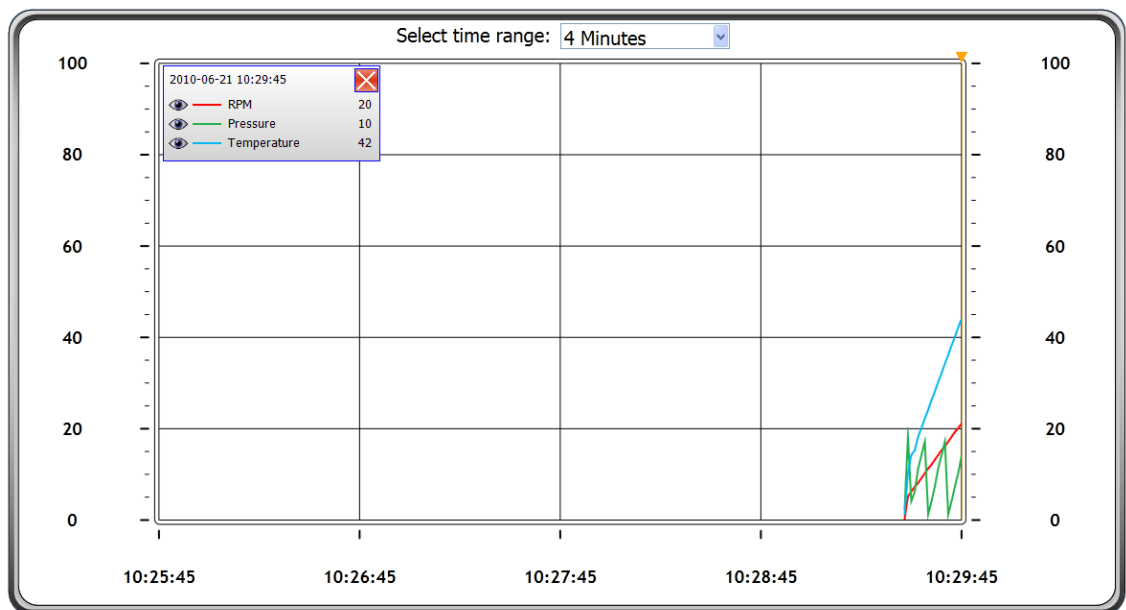 Select time range: 4 Minutes
100 100
2010-06-21 10:29:45
RPM 20
Pressure 10
Temperature 42
80 80
60 60
40 40
20 20
0 0
10:25:45 10:26:45 10:27:45 10:28:45 10:29:45